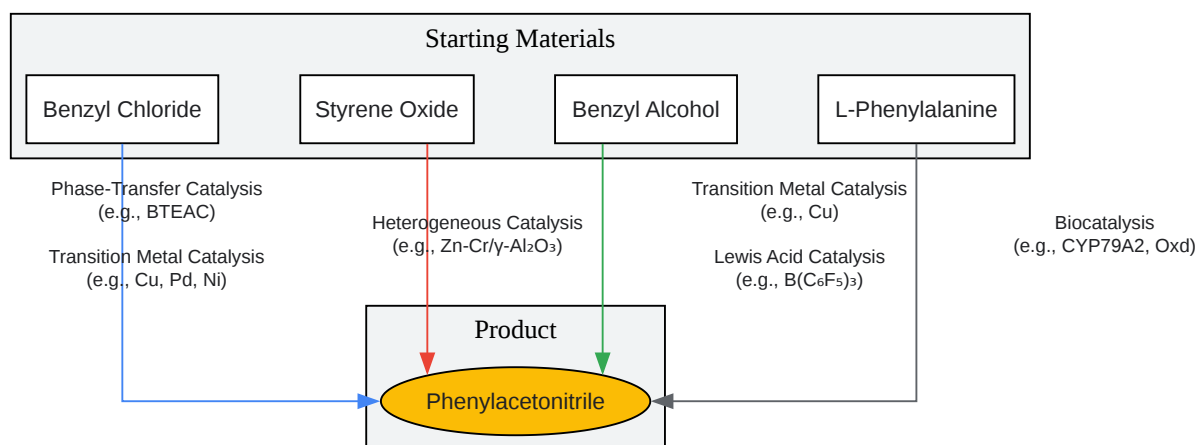 Starting Materials
Benzyl Chloride
Styrene Oxide
Benzyl Alcohol
L-Phenylalanine
Phase-Transfer Catalysis
(e.g., BTEAC)
Transition Metal Catalysis
(e.g., Cu, Pd, Ni)
Heterogeneous Catalysis
(e.g., Zn-Cr/γ-Al₂O₃)
Transition Metal Catalysis
(e.g., Cu)
Lewis Acid Catalysis
(e.g., B(C₆F₅)₃)
Biocatalysis
(e.g., CYP79A2, Oxd)
Product
Phenylacetonitrile